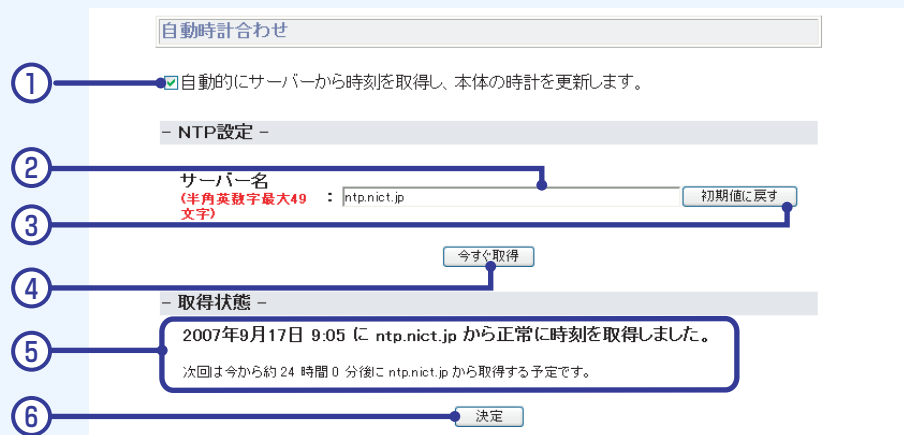 自動時計合わせ
① ☑自動的にサーバーから時刻を取得し、本体の時計を更新します。
- NTP設定 -
②
サーバー名
(半角英数字最大49文字) : ntp.nict.jp 初期値に戻す
③
今すぐ取得
④
- 取得状態 -
2007年9月17日 9:05 に ntp.nict.jp から正常に時刻を取得しました。
⑤
次回は今から約 24 時間 0 分後に ntp.nict.jp から取得する予定です。
⑥ 決定